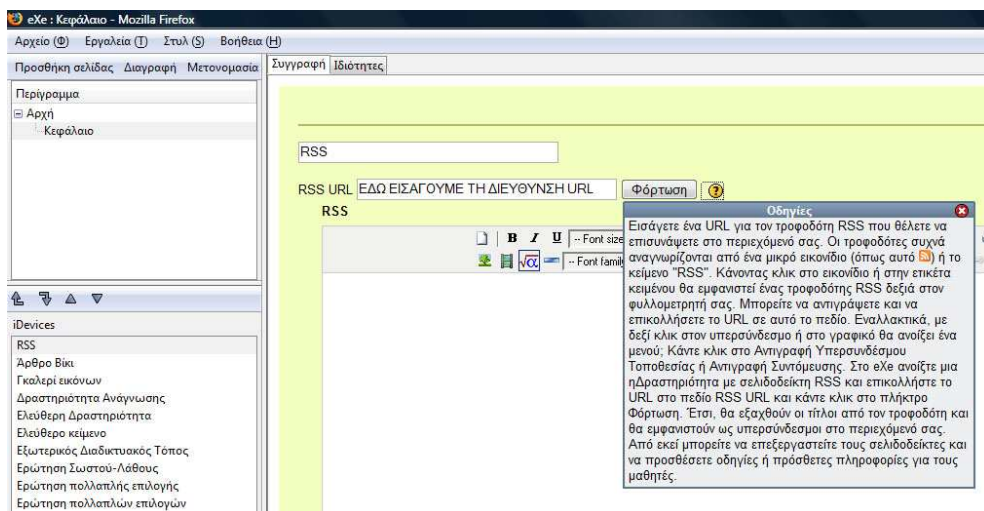 eXe : Κεφάλαιο - Mozilla Firefox
Αρχείο (Φ) Εργαλεία (Τ) Στυλ (S) Βοήθεια (Η)
Προσθήκη σελίδας Διαγραφή Μετονομασία
Περίγραμμα
Αρχή
Κεφάλαιο
iDevices
RSS
Άρθρο Βίκι
Γκαλερί εικόνων
Δραστηριότητα Ανάγνωσης
Ελεύθερη Δραστηριότητα
Ελεύθερο κείμενο
Εξωτερικός Διαδικτυακός Τόπος
Ερώτηση Σωστού-Λάθους
Ερώτηση πολλαπλής επιλογής
Ερώτηση πολλαπλών επιλογών
Συγγραφή Ιδιότητες
RSS
RSS URL ΕΔΩ ΕΙΣΑΓΟΥΜΕ ΤΗ ΔΙΕΥΘΥΝΣΗ URL Φόρτωση ?
RSS
B I U -- Font size
√α -- Font famil
Οδηγίες
Εισάγετε ένα URL για τον τροφοδότη RSS που θέλετε να
επισυνάψετε στο περιεχόμενό σας. Οι τροφοδότες συχνά
αναγνωρίζονται από ένα μικρό εικονίδιο (όπως αυτό ) ή το
κείμενο "RSS". Κάνοντας κλικ στο εικονίδιο ή στην ετικέτα
κειμένου θα εμφανιστεί ένας τροφοδότης RSS δεξιά στον
φυλλομετρητή σας. Μπορείτε να αντιγράψετε και να
επικολλήσετε το URL σε αυτό το πεδίο. Εναλλακτικά, με
δεξί κλικ στον υπερσύνδεσμο ή στο γραφικό θα ανοίξει ένα
μενού; Κάντε κλικ στο Αντιγραφή Υπερσυνδέσμου
Τοποθεσίας ή Αντιγραφή Συντόμευσης. Στο eXe ανοίξτε μια
ηΔραστηριότητα με σελιδοδείκτη RSS και επικολλήστε το
URL στο πεδίο RSS URL και κάντε κλικ στο πλήκτρο
Φόρτωση. Έτσι, θα εξαχθούν οι τίτλοι από τον τροφοδότη και
θα εμφανιστούν ως υπερσύνδεσμοι στο περιεχόμενό σας.
Από εκεί μπορείτε να επεξεργαστείτε τους σελιδοδείκτες και
να προσθέσετε οδηγίες ή πρόσθετες πληροφορίες για τους
μαθητές.